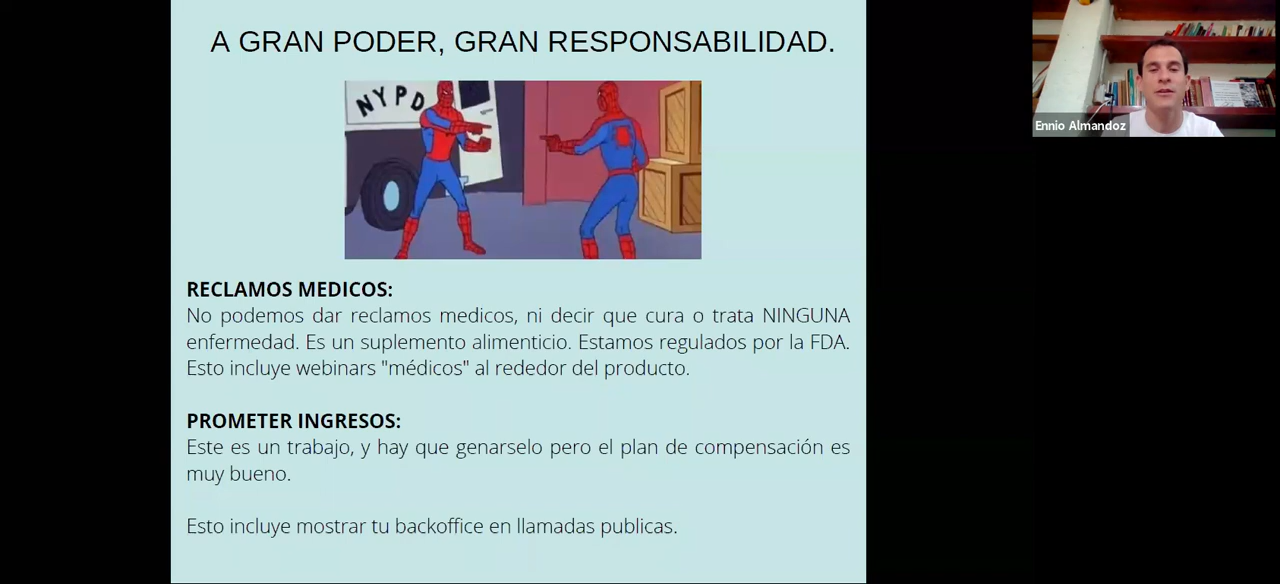 A GRAN PODER, GRAN RESPONSABILIDAD.
NYPD
Ennio Almandoz
RECLAMOS MEDICOS:
No podemos dar reclamos medicos, ni decir que cura o trata NINGUNA
enfermedad. Es un suplemento alimenticio. Estamos regulados por la FDA.
Esto incluye webinars "médicos" al rededor del producto.
PROMETER INGRESOS:
Este es un trabajo, y hay que genarselo pero el plan de compensación es
muy bueno.
Esto incluye mostrar tu backoffice en llamadas publicas.